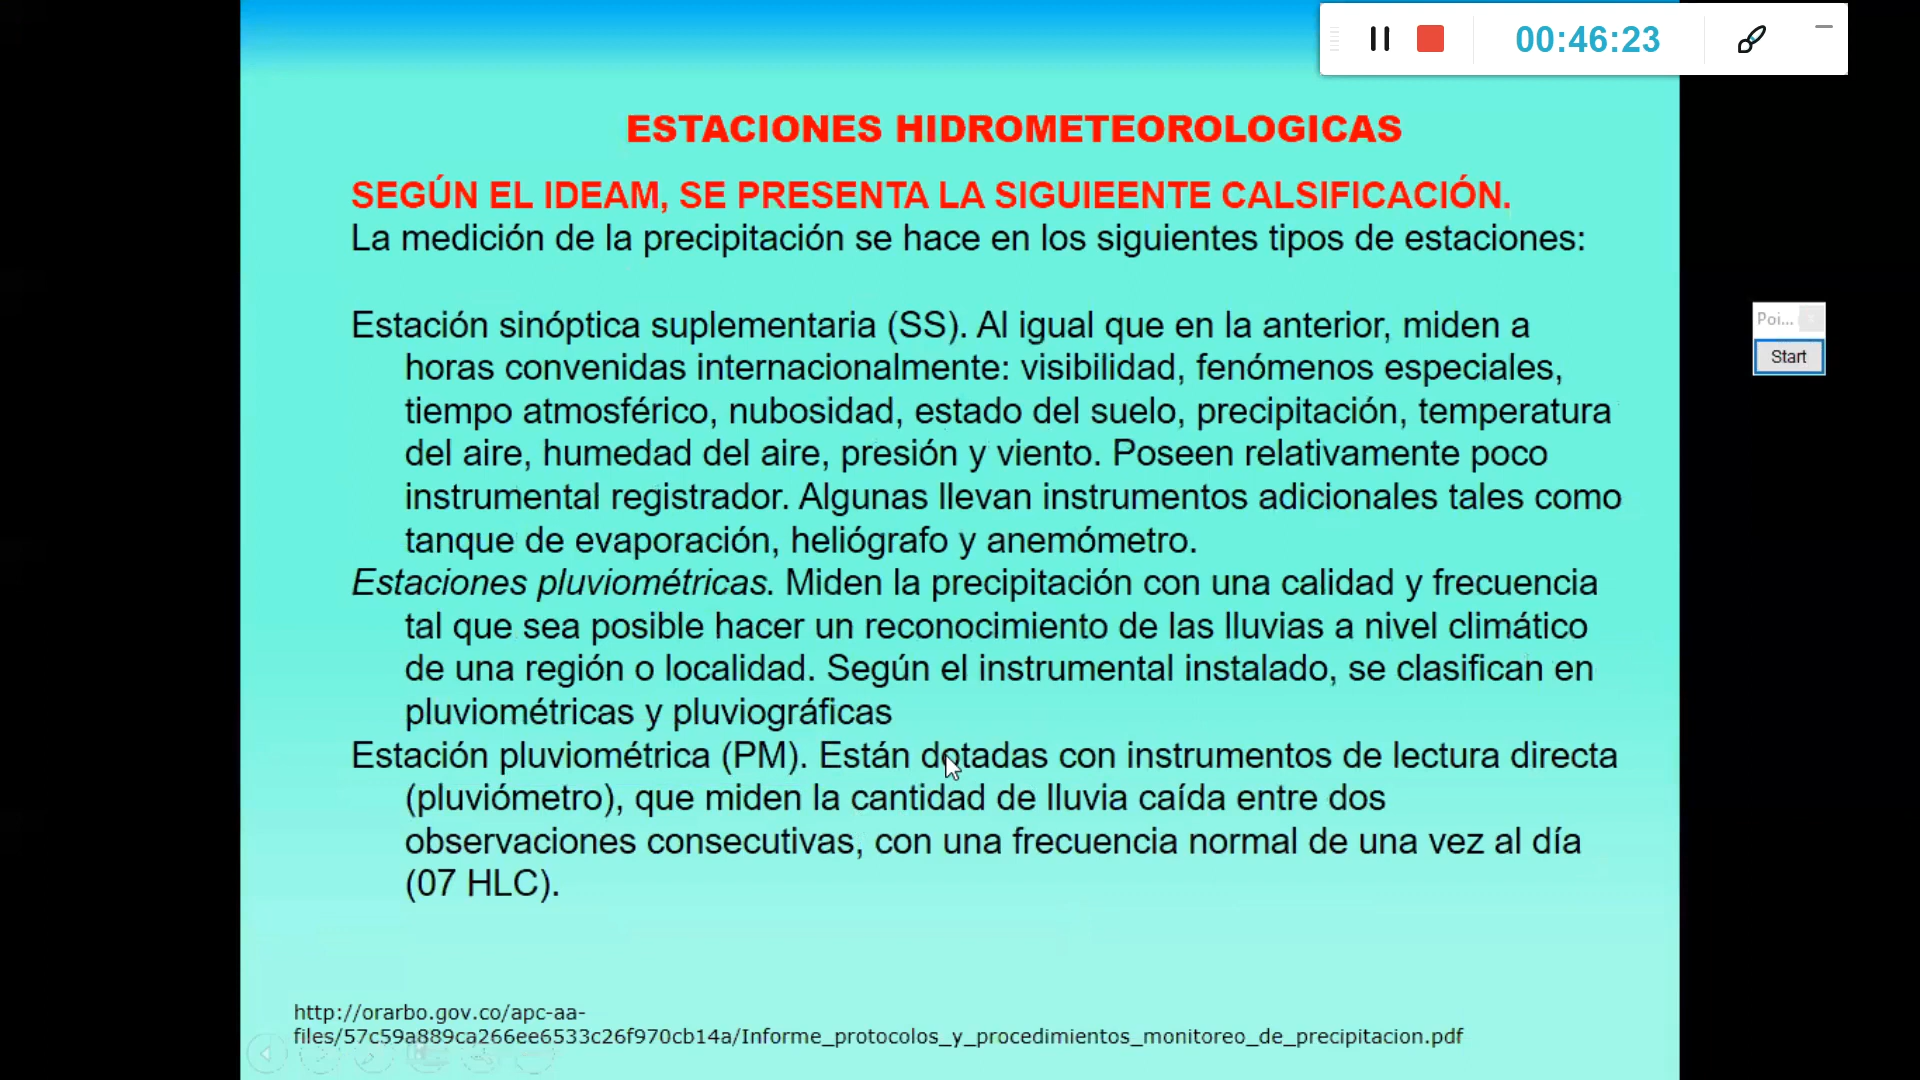 00:46:23
ESTACIONES HIDROMETEOROLOGICAS
SEGÚN EL IDEAM, SE PRESENTA LA SIGUIEENTE CALSIFICACIÓN.
La medición de la precipitación se hace en los siguientes tipos de estaciones:
Poi...
Start
Estación sinóptica suplementaria (SS). Al igual que en la anterior, miden a
horas convenidas internacionalmente: visibilidad, fenómenos especiales,
tiempo atmosférico, nubosidad, estado del suelo, precipitación, temperatura
del aire, humedad del aire, presión y viento. Poseen relativamente poco
instrumental registrador. Algunas llevan instrumentos adicionales tales como
tanque de evaporación, heliógrafo y anemómetro.
Estaciones pluviométricas. Miden la precipitación con una calidad y frecuencia
tal que sea posible hacer un reconocimiento de las lluvias a nivel climático
de una región o localidad. Según el instrumental instalado, se clasifican en
pluviométricas y pluviográficas
Estación pluviométrica (PM). Están dotadas con instrumentos de lectura directa
(pluviómetro), que miden la cantidad de lluvia caída entre dos
observaciones consecutivas, con una frecuencia normal de una vez al día
(07 HLC).
http://orarbo.gov.co/apc-aa-
files/57c59a889ca266ee6533c26f970cb14a/Informe_protocolos_y_procedimientos_monitoreo_de_precipitacion.pdf